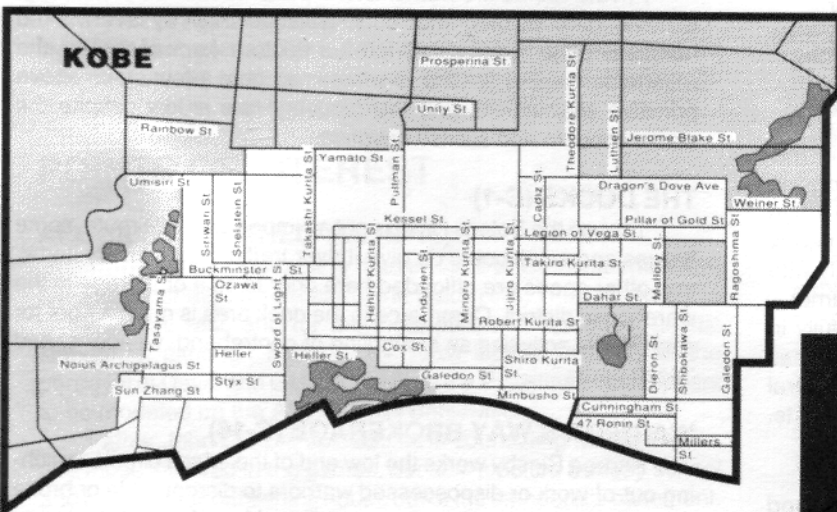 KOBE
Prosperina St.
Unity St.
Rainbow St.
Yamato St.
Pullman St.
Theodore Kurita St.
Luthien St.
Jerome Blake St.
Umisiri St.
Siriwan St.
Snelstein St.
Takashi Kurita St.
Kessel St.
Cadiz St.
Dragon's Dove Ave
Weiner St.
Pillar of Gold St.
Legion of Vega St.
Buckminster St.
Ozawa
St
Takiro Kurita St.
Dahar St.
Mallory St.
Ragoshima St.
Tasayama St.
Sword of Light St.
Hehiro Kurita St.
Andurien St.
Minoru Kurita St.
Jijiro Kurita St.
Robert Kurita St
Noius Archipelagus St
Heller
Heller St.
Cox St.
Shiro Kurita
St.
Galedon St.
Sun Zhang St
Styx St
Minbusho St
Dieron St.
Shibokawa St.
Galedon St.
Cunningham St.
47 Ronin St.
Millers
St.